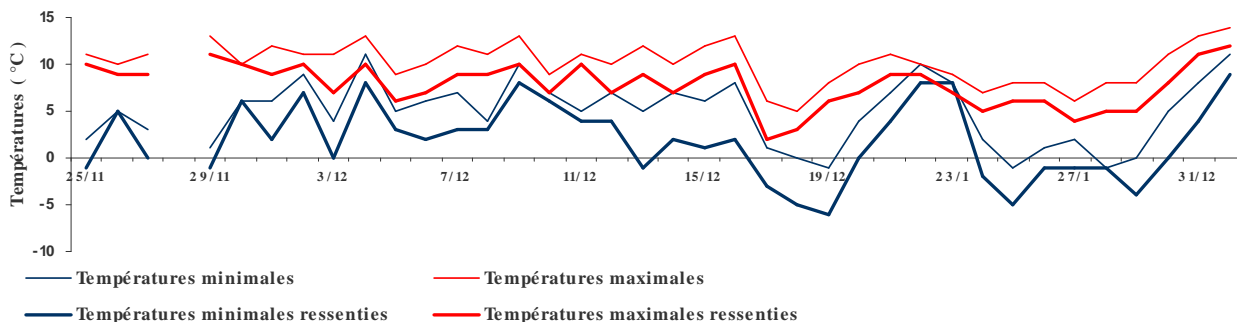 Températures ( °C)
15
10
5
0
-5
-10
25/11 29/11 3/12 7/12 11/12 15/12 19/12 23/1 27/1 31/12
Températures minimales Températures maximales
Températures minimales ressenties Températures maximales ressenties